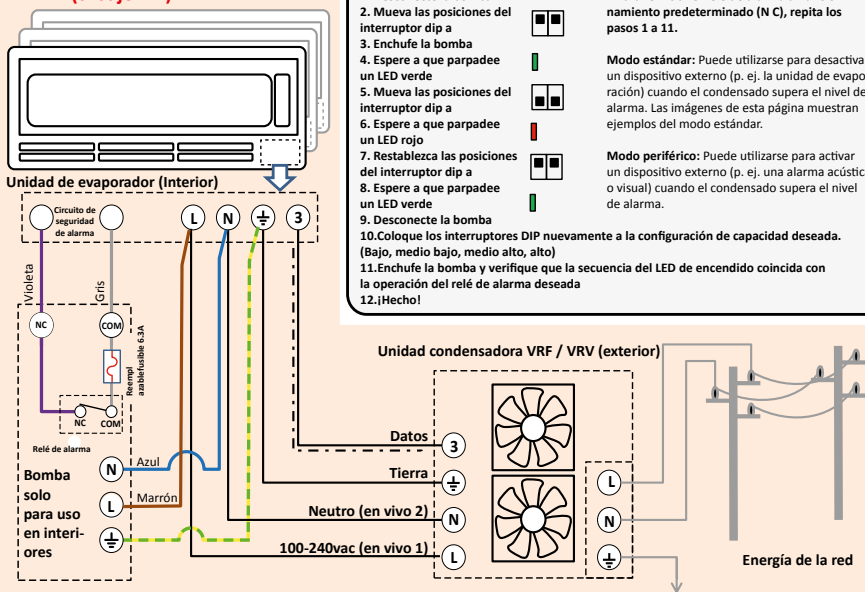 2. Mueva las posiciones del
interruptor dip a
3. Enchufe la bomba
4. Espere a que parpadee
un LED verde
5. Mueva las posiciones del
interruptor dip a
6. Espere a que parpadee
un LED rojo
7. Restablezca las posiciones
del interruptor dip a
8. Espere a que parpadee
un LED verde
9. Desconecte la bomba
10.Coloque los interruptores DIP nuevamente a la configuración de capacidad deseada.
(Bajo, medio bajo, medio alto, alto)
11.Enchufe la bomba y verifique que la secuencia del LED de encendido coincida con
la operación del relé de alarma deseada
12.¡Hecho!
namiento predeterminado (N C), repita los
pasos 1 a 11.
Modo estándar: Puede utilizarse para desactiva
un dispositivo externo (p. ej. la unidad de evapo
ración) cuando el condensado supera el nivel de
alarma. Las imágenes de esta página muestran
ejemplos del modo estándar.
Modo periférico: Puede utilizarse para activar
un dispositivo externo (p. ej. una alarma acústic
o visual) cuando el condensado supera el nivel
de alarma.
Unidad de evaporador (Interior)
Circuito de
seguridad
de alarma
L
N
3
Violeta
Gris
NC
COM
Reempl
azablefusible 6.3A
NC
COM
Relé de alarma
Bomba
solo
para uso
en interi-
ores
N
Azul
L
Marrón
Unidad condensadora VRF / VRV (exterior)
Datos
3
Tierra
Neutro (en vivo 2)
N
100-240vac (en vivo 1)
L
L
N
Energía de la red